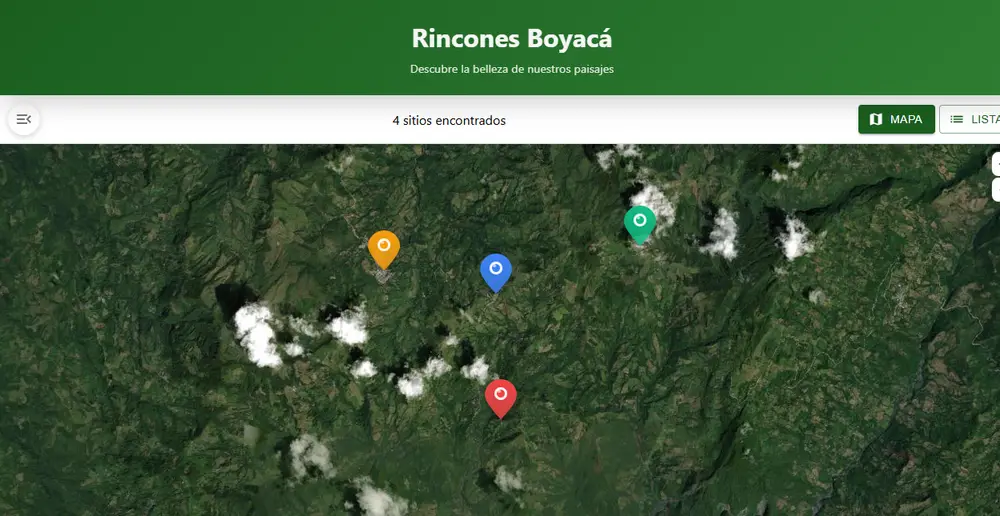 Rincones Boyacá
Descubre la belleza de nuestros paisajes
4 sitios encontrados
MAPA
LISTA